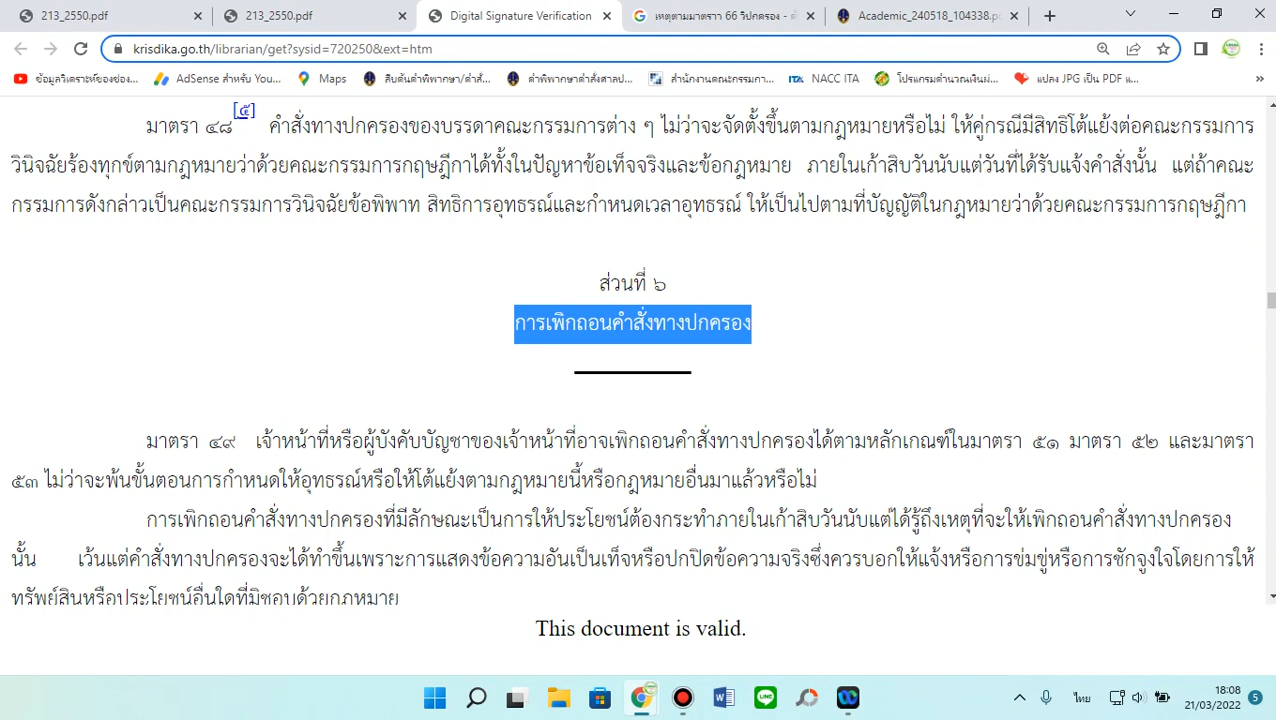 213_2550.pdf
213_2550.pdf
Digital Signature Verification
เหตุตามมาตราา 66 วิปกครอง - ค้
Academic_240518_104338.p
krisdika.go.th/librarian/get?sysid=720250&ext=htm
ข้อมูลวิเคราะห์ของช่อง...
AdSense สำหรับ You...
Maps
สืบค้นคำพิพากษา/คำสั่...
คำพิพากษาคำสั่งศาลป...
สำนักงานคณะกรรมกา...
ITA NACC ITA
โปรแกรมคำนวณเงินผ่...
แปลง JPG เป็น PDF แ...
มาตรา ๔๘[๕] คำสั่งทางปกครองของบรรดาคณะกรรมการต่าง ๆ ไม่ว่าจะจัดตั้งขึ้นตามกฎหมายหรือไม่ ให้คู่กรณีมีสิทธิโต้แย้งต่อคณะกรรมการ
วินิจฉัยร้องทุกข์ตามกฎหมายว่าด้วยคณะกรรมการกฤษฎีกาได้ทั้งในปัญหาข้อเท็จจริงและข้อกฎหมาย ภายในเก้าสิบวันนับแต่วันที่ได้รับแจ้งคำสั่งนั้น แต่ถ้าคณะ
กรรมการดังกล่าวเป็นคณะกรรมการวินิจฉัยข้อพิพาท สิทธิการอุทธรณ์และกำหนดเวลาอุทธรณ์ ให้เป็นไปตามที่บัญญัติในกฎหมายว่าด้วยคณะกรรมการกฤษฎีกา
ส่วนที่ ๖
การเพิกถอนคำสั่งทางปกครอง
มาตรา ๔๙ เจ้าหน้าที่หรือผู้บังคับบัญชาของเจ้าหน้าที่อาจเพิกถอนคำสั่งทางปกครองได้ตามหลักเกณฑ์ในมาตรา ๕๑ มาตรา ๕๒ และมาตรา
๕๓ ไม่ว่าจะพ้นขั้นตอนการกำหนดให้อุทธรณ์หรือให้โต้แย้งตามกฎหมายนี้หรือกฎหมายอื่นมาแล้วหรือไม่
การเพิกถอนคำสั่งทางปกครองที่มีลักษณะเป็นการให้ประโยชน์ต้องกระทำภายในเก้าสิบวันนับแต่ได้รู้ถึงเหตุที่จะให้เพิกถอนคำสั่งทางปกครอง
นั้น เว้นแต่คำสั่งทางปกครองจะได้ทำขึ้นเพราะการแสดงข้อความอันเป็นเท็จหรือปกปิดข้อความจริงซึ่งควรบอกให้แจ้งหรือการข่มขู่หรือการชักจูงใจโดยการให้
ทรัพย์สินหรือประโยชน์อื่นใดที่มิชอบด้วยกฎหมาย
This document is valid.
ไทย
18:08
21/03/2022
5